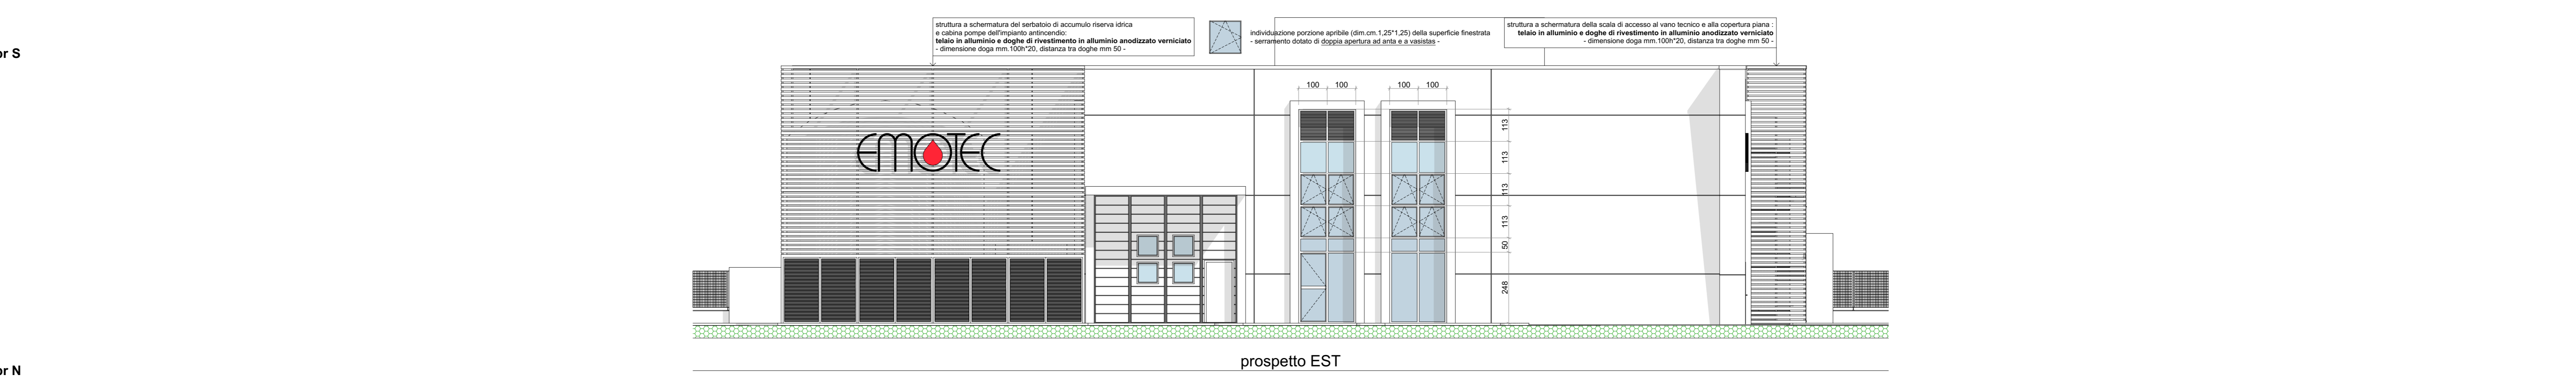 or S
struttura a schermatura del serbatoio di accumulo riserva idrica
e cabina pompe dell'impianto antincendio:
telaio in alluminio e doghe di rivestimento in alluminio anodizzato verniciato
- dimensione doga mm.100h*20, distanza tra doghe mm 50 -
individuazione porzione apribile (dim.cm.1,25*1,25) della superficie finestrata
- serramento dotato di doppia apertura ad anta e a vasistas -
struttura a schermatura della scala di accesso al vano tecnico e alla copertura piana :
telaio in alluminio e doghe di rivestimento in alluminio anodizzato verniciato
- dimensione doga mm.100h*20, distanza tra doghe mm 50 -
100 100 100 100
EMOTEC
113
113
113
113
50
248
prospetto EST
or N